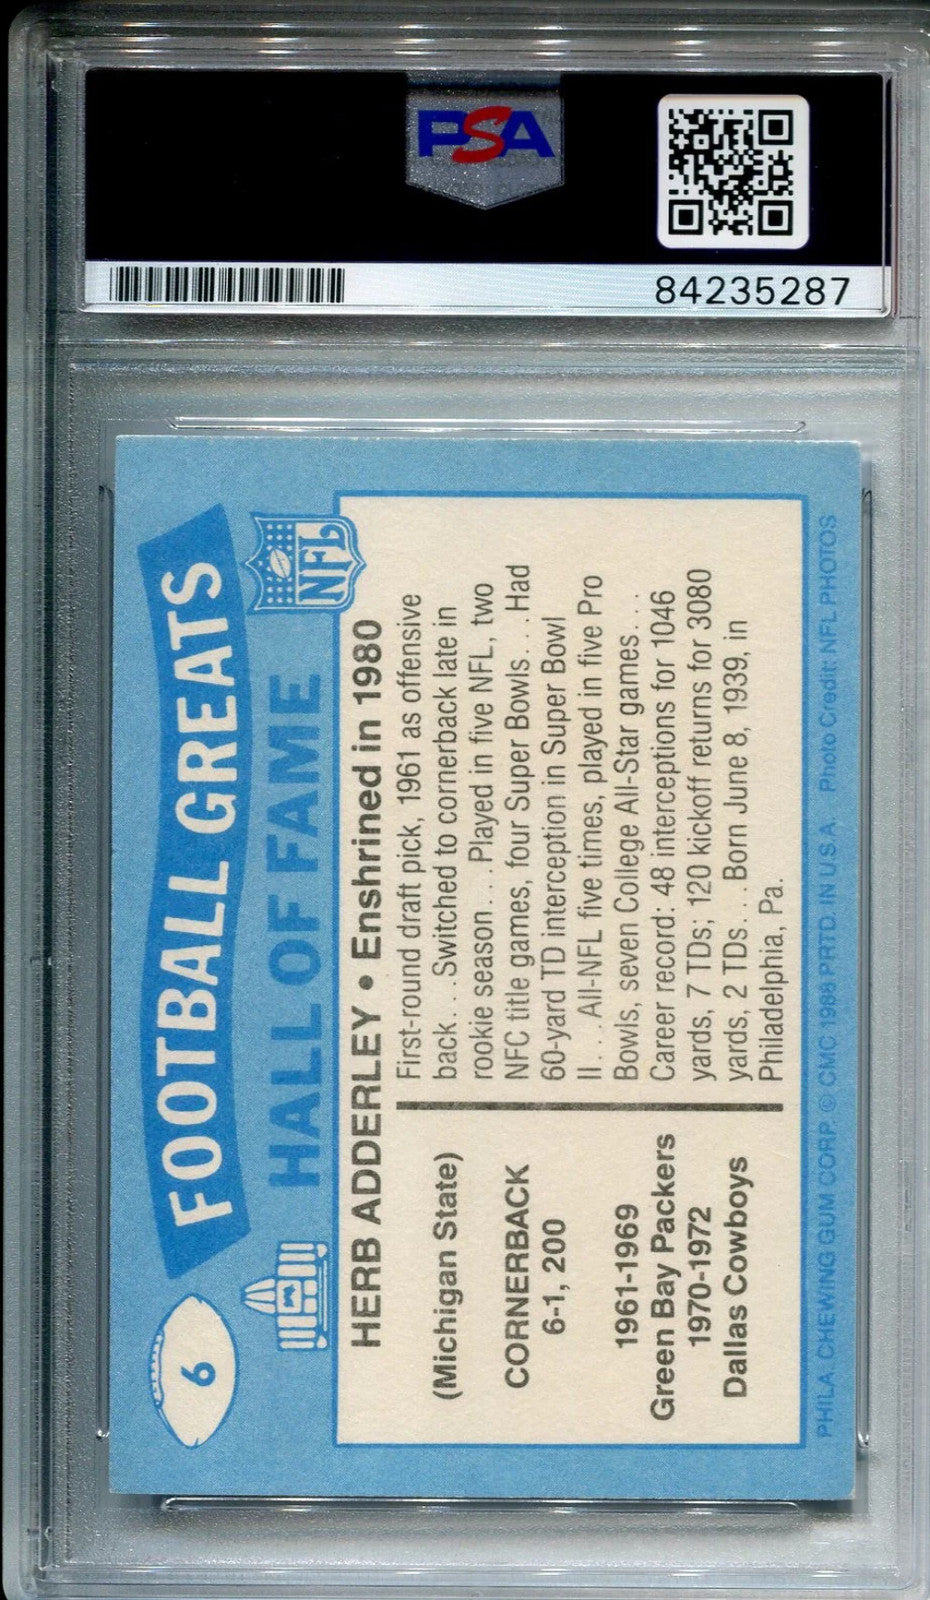 PSA
84235287
6
FOOTBALL GREATS
HALL OF FAME
NFL
HERB ADDERLEY • Enshrined in 1980
(Michigan State)
CORNERBACK
6-1, 200
1961-1969
Green Bay Packers
1970-1972
Dallas Cowboys
First-round draft pick, 1961 as offensive
back...Switched to cornerback late in
rookie season...Played in five NFL, two
NFC title games, four Super Bowls...Had
60-yard TD interception in Super Bowl
II...All-NFL five times, played in five Pro
Bowls, seven College All-Star games...
Career record: 48 interceptions for 1046
yards, 7 TDs; 120 kickoff returns for 3080
yards, 2 TDs...Born June 8, 1939, in
Philadelphia, Pa.
PHILA. CHEWING GUM CORP. © CMC 1988 PRTD. IN U.S.A. Photo Credit: NFL PHOTOS